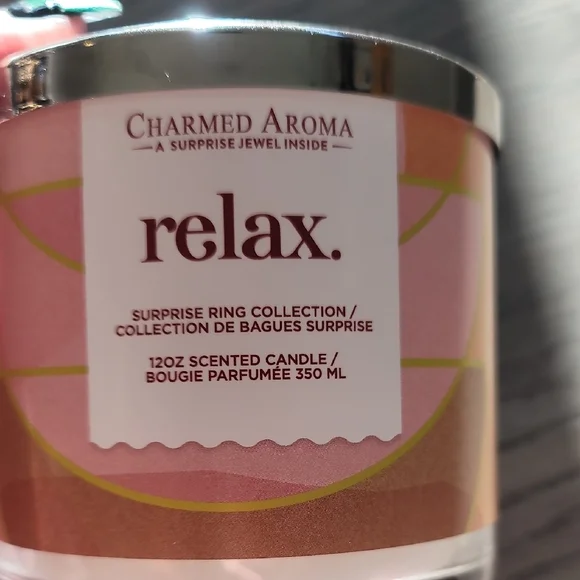 CHARMED AROMA
— A SURPRISE JEWEL INSIDE —
relax.
SURPRISE RING COLLECTION /
COLLECTION DE BAGUES SURPRISE
12OZ SCENTED CANDLE /
BOUGIE PARFUMÉE 350 ML